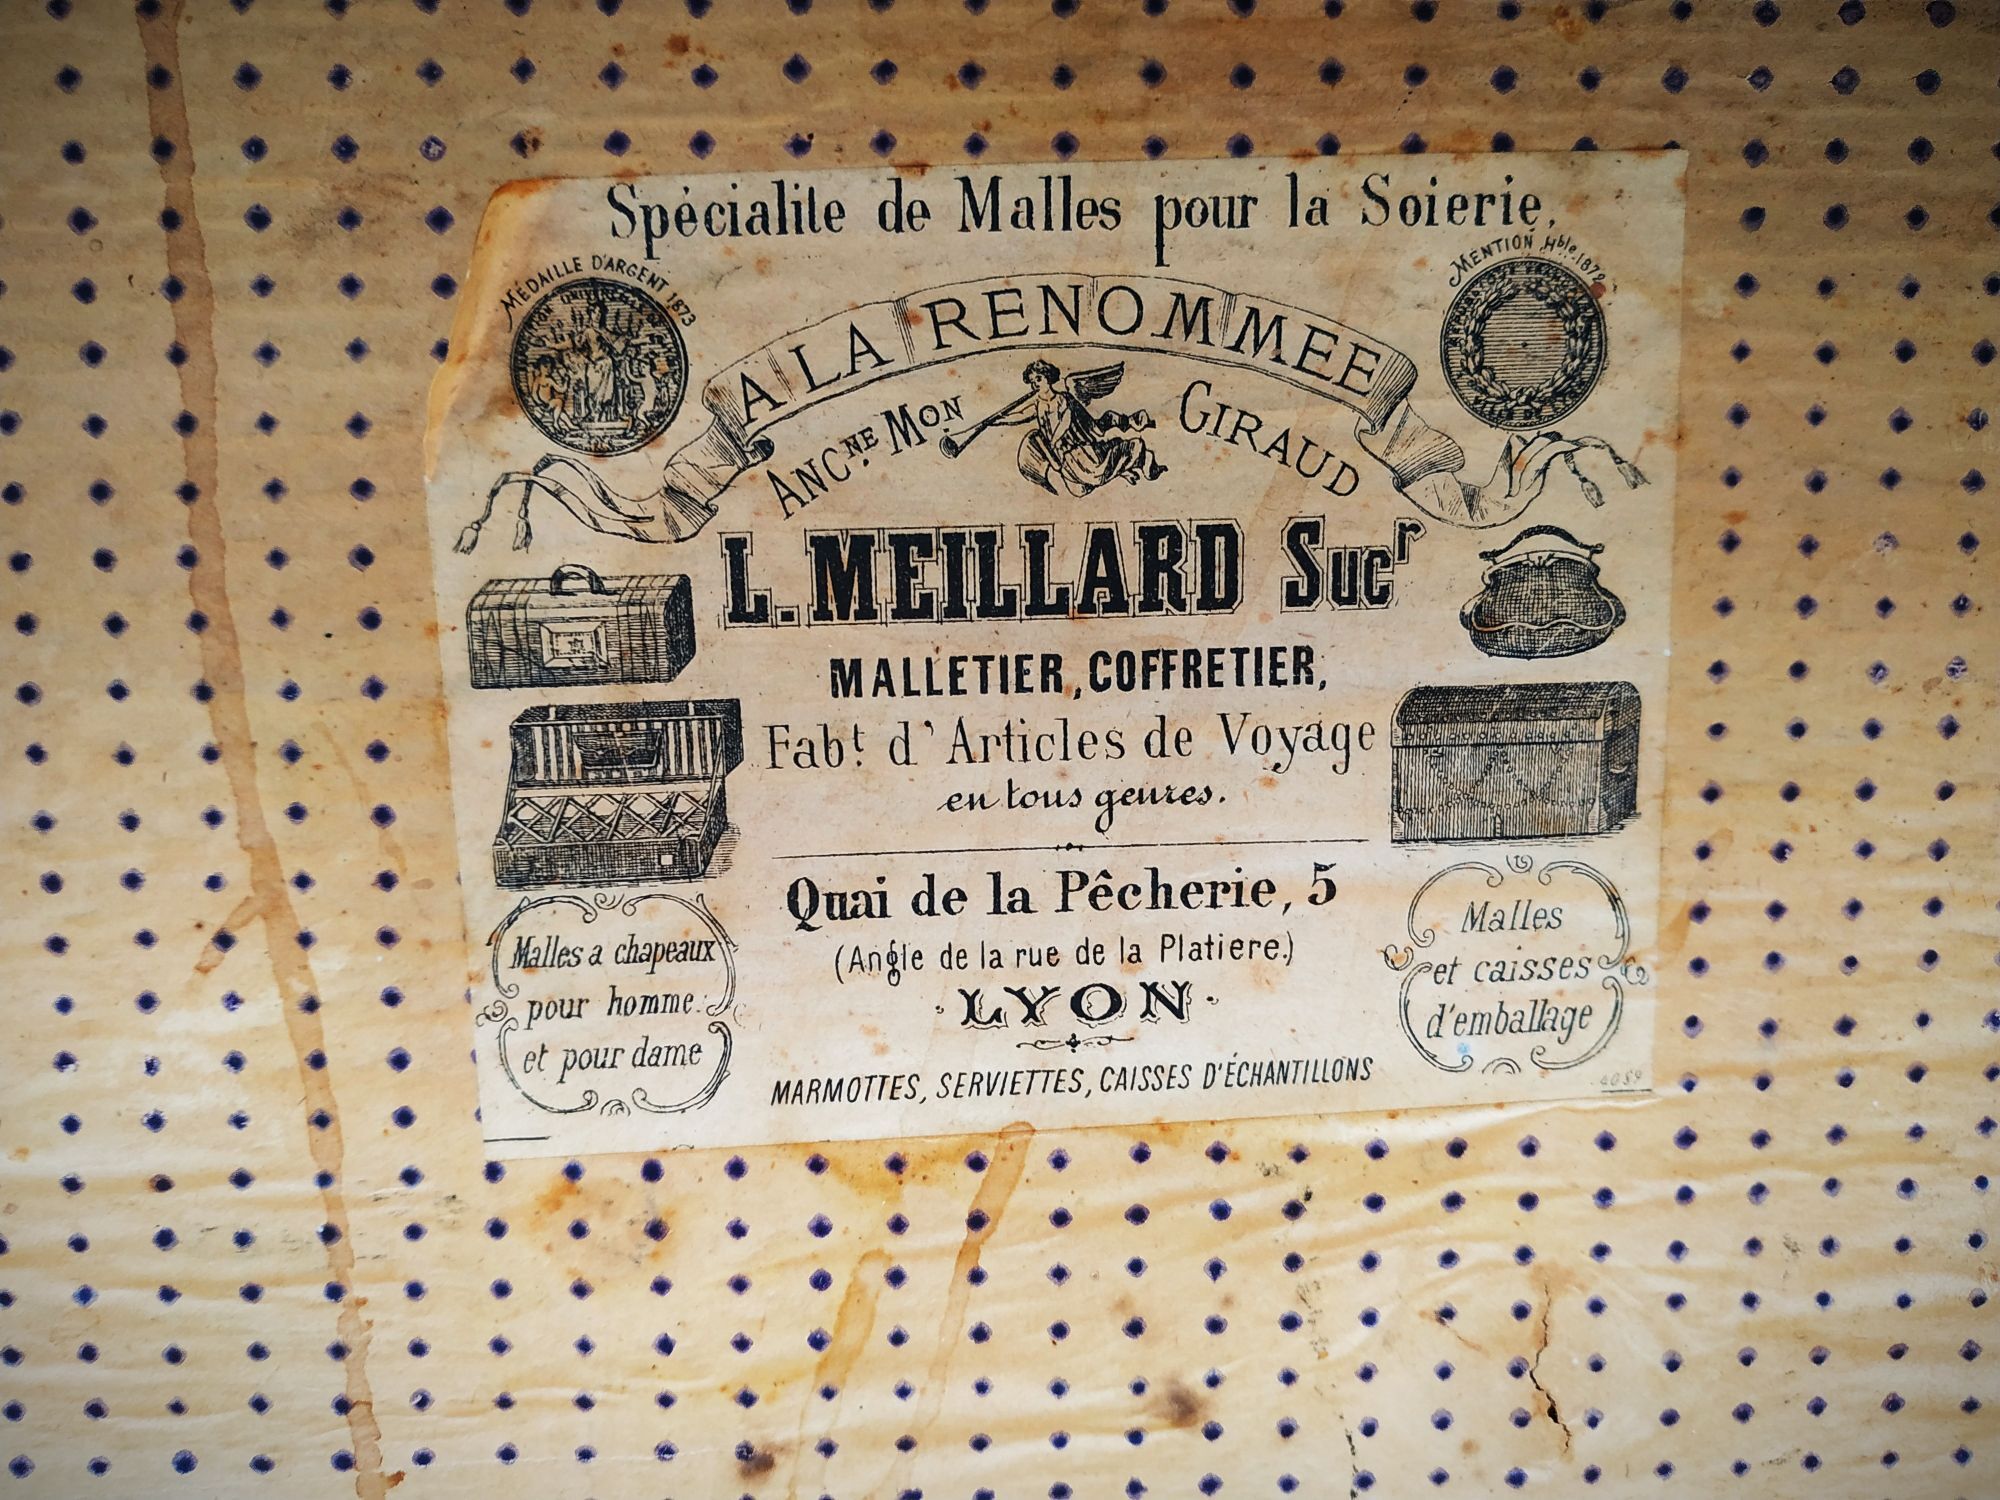 Spécialite de Malles pour la Soierie,
MÉDAILLE D'ARGENT 1873
MENTION Hble 1872
A LA RENOMMEE
ANCNE. MON GIRAUD
L. MEILLARD Sucr
MALLETIER, COFFRETIER,
Fabt. d'Articles de Voyage
en tous genres.
Quai de la Pêcherie, 5
(Angle de la rue de la Platiere.)
LYON
Malles a chapeaux
pour homme
et pour dame
Malles
et caisses
d'emballage
MARMOTTES, SERVIETTES, CAISSES D'ÉCHANTILLONS